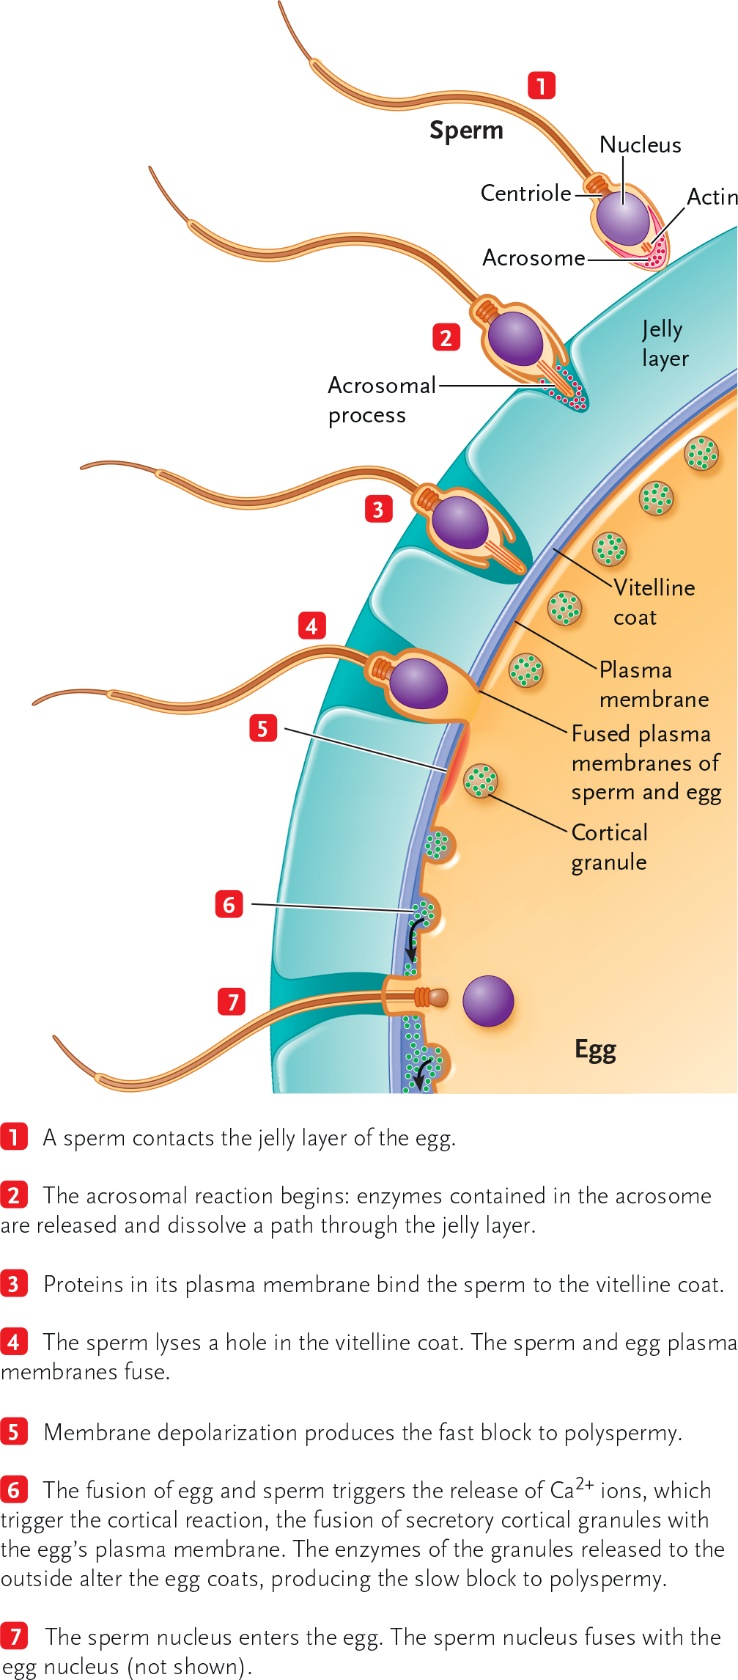 1
Sperm
Nucleus
Centriole
Actin
Acrosome
Jelly
layer
2
Acrosomal
process
3
Vitelline
coat
4
Plasma
membrane
5
Fused plasma
membranes of
sperm and egg
Cortical
granule
6
7
Egg
1 A sperm contacts the jelly layer of the egg.
2 The acrosomal reaction begins: enzymes contained in the acrosome
are released and dissolve a path through the jelly layer.
3 Proteins in its plasma membrane bind the sperm to the vitelline coat.
4 The sperm lyses a hole in the vitelline coat. The sperm and egg plasma
membranes fuse.
5 Membrane depolarization produces the fast block to polyspermy.
6 The fusion of egg and sperm triggers the release of Ca²⁺ ions, which
trigger the cortical reaction, the fusion of secretory cortical granules with
the egg’s plasma membrane. The enzymes of the granules released to the
outside alter the egg coats, producing the slow block to polyspermy.
7 The sperm nucleus enters the egg. The sperm nucleus fuses with the
egg nucleus (not shown).